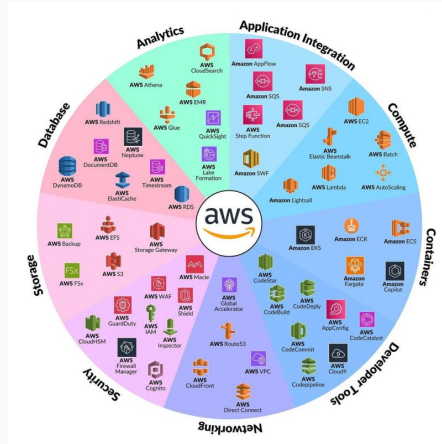 Analytics
AWS
CloudSearch
AWS Athena
AWS EMR
AWS Glue
AWS
QuickSight
AWS
Lake
Formation
Application Integration
Amazon AppFlow
Amazon SNS
Amazon
SQS
Amazon SQS
AWS
Step Function
Amazon SWF
Compute
AWS EC2
AWS
Elastic Beanstalk
AWS Batch
AWS Lambda
AWS
AutoScaling
Amazon Lightsail
Containers
Amazon EKS
Amazon ECR
Amazon ECS
Amazon
Fargate
Amazon
Copilot
Developer Tools
AWS
CodeStar
AWS
CodeBuild
AWS
CodeDeploy
AWS
AppConfig
AWS
CodeCatalyst
AWS
CodeCommit
AWS
Cloud9
AWS
Codepipeline
Networking
AWS
Global
Accelerator
AWS Route53
AWS VPC
AWS
CloudFront
AWS
Direct Connect
Security
AWS Macie
AWS WAF
AWS
Shield
AWS
GuardDuty
AWS
IAM
AWS
Inspector
AWS
CloudHSM
AWS
Firewall
Manager
AWS
Cognito
Storage
AWS Backup
AWS EFS
AWS
Storage Gateway
FSx
AWS FSx
AWS S3
Database
AWS Redshift
AWS
Neptune
AWS
DocumentDB
AWS
DynamoDB
AWS
ElastiCache
AWS
Timestream
AWS RDS
aws